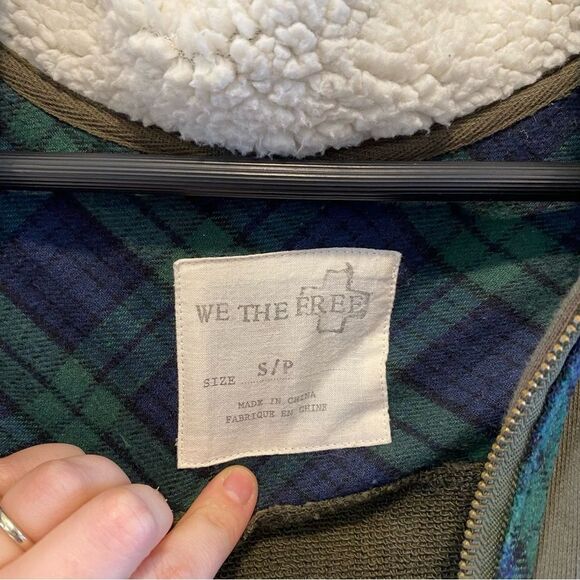 WE THE FREE
SIZE S/P
MADE IN CHINA
FABRIQUE EN CHINE